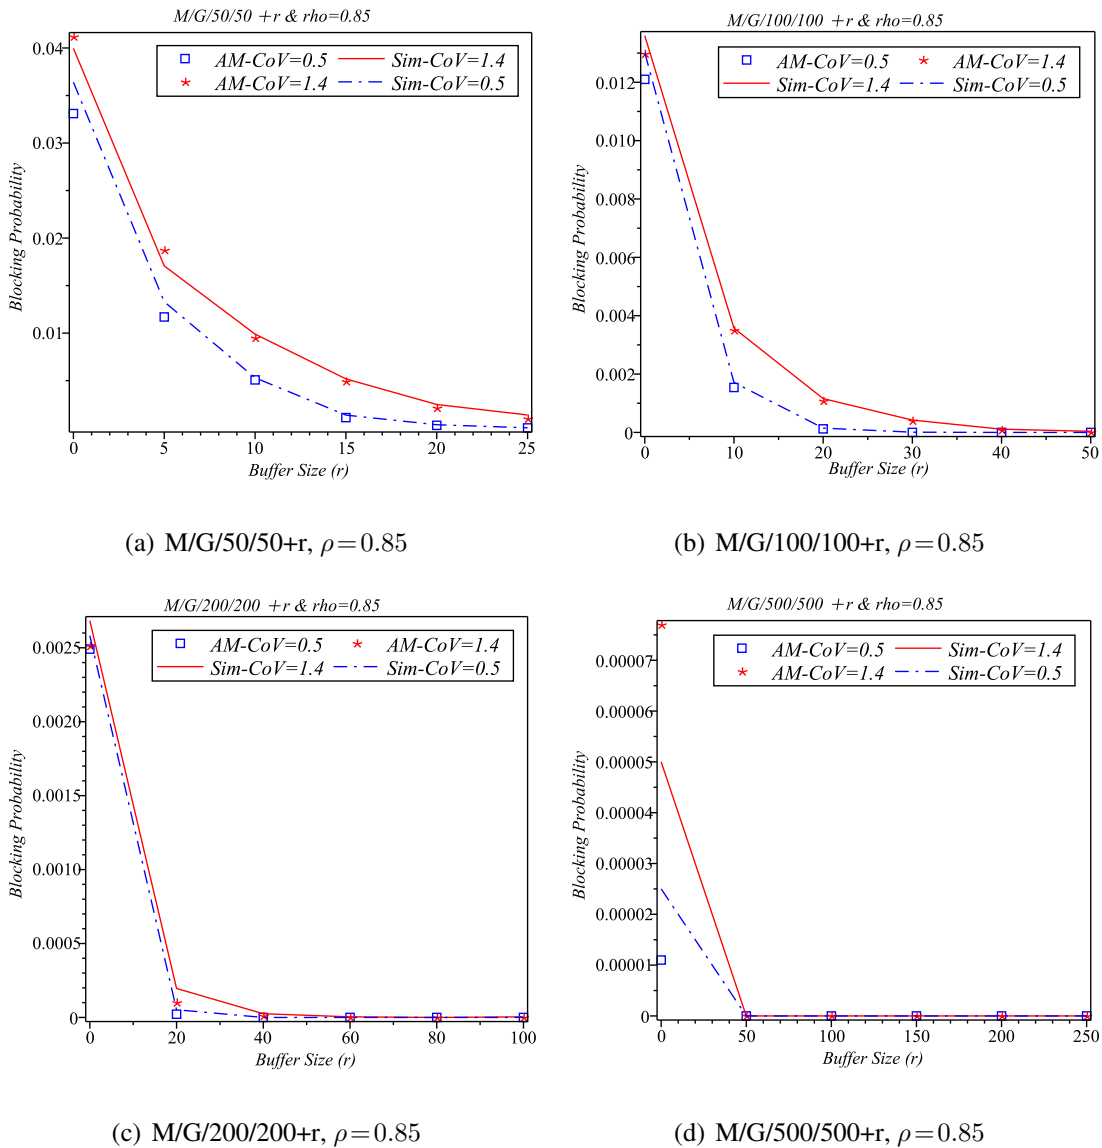 M/G/50/50 +r & rho=0.85
AM-CoV=0.5 Sim-CoV=1.4
AM-CoV=1.4 Sim-CoV=0.5
Blocking Probability
0.04
0.03
0.02
0.01
0 5 10 15 20 25
Buffer Size (r)
(a) M/G/50/50+r, ρ=0.85
M/G/100/100 +r & rho=0.85
AM-CoV=0.5 AM-CoV=1.4
Sim-CoV=1.4 Sim-CoV=0.5
Blocking Probability
0.012
0.010
0.008
0.006
0.004
0.002
0
0 10 20 30 40 50
Buffer Size (r)
(b) M/G/100/100+r, ρ=0.85
M/G/200/200 +r & rho=0.85
AM-CoV=0.5 AM-CoV=1.4
Sim-CoV=1.4 Sim-CoV=0.5
Blocking Probability
0.0025
0.0020
0.0015
0.0010
0.0005
0
0 20 40 60 80 100
Buffer Size (r)
(c) M/G/200/200+r, ρ=0.85
M/G/500/500 +r & rho=0.85
AM-CoV=0.5 Sim-CoV=1.4
AM-CoV=1.4 Sim-CoV=0.5
Blocking Probability
0.00007
0.00006
0.00005
0.00004
0.00003
0.00002
0.00001
0
0 50 100 150 200 250
Buffer Size (r)
(d) M/G/500/500+r, ρ=0.85